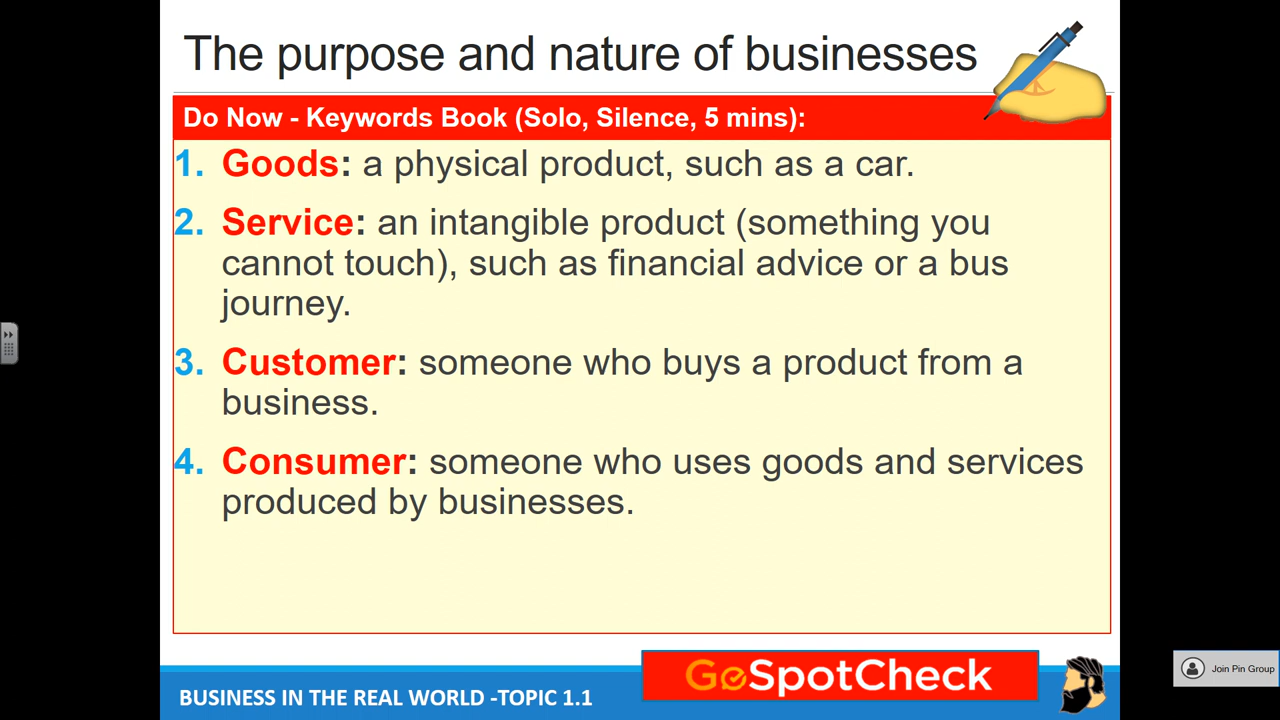 The purpose and nature of businesses
Do Now - Keywords Book (Solo, Silence, 5 mins):
1. Goods: a physical product, such as a car.
2. Service: an intangible product (something you
cannot touch), such as financial advice or a bus
journey.
3. Customer: someone who buys a product from a
business.
4. Consumer: someone who uses goods and services
produced by businesses.
GoSpotCheck
Join Pin Group
BUSINESS IN THE REAL WORLD -TOPIC 1.1